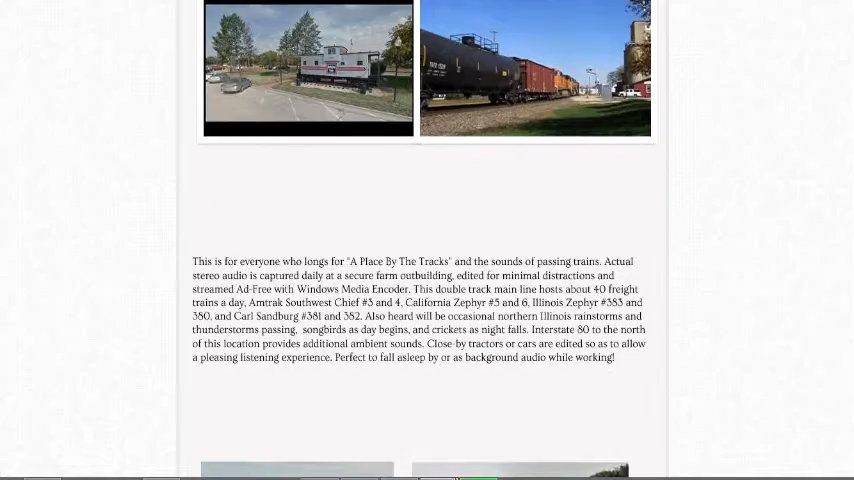 This is for everyone who longs for "A Place By The Tracks" and the sounds of passing trains. Actual
stereo audio is captured daily at a secure farm outbuilding, edited for minimal distractions and
streamed Ad-Free with Windows Media Encoder. This double track main line hosts about 40 freight
trains a day, Amtrak Southwest Chief #3 and 4, California Zephyr #5 and 6, Illinois Zephyr #383 and
380, and Carl Sandburg #381 and 382. Also heard will be occasional northern Illinois rainstorms and
thunderstorms passing,  songbirds as day begins, and crickets as night falls. Interstate 80 to the north
of this location provides additional ambient sounds. Close-by tractors or cars are edited so as to allow
a pleasing listening experience. Perfect to fall asleep by or as background audio while working!